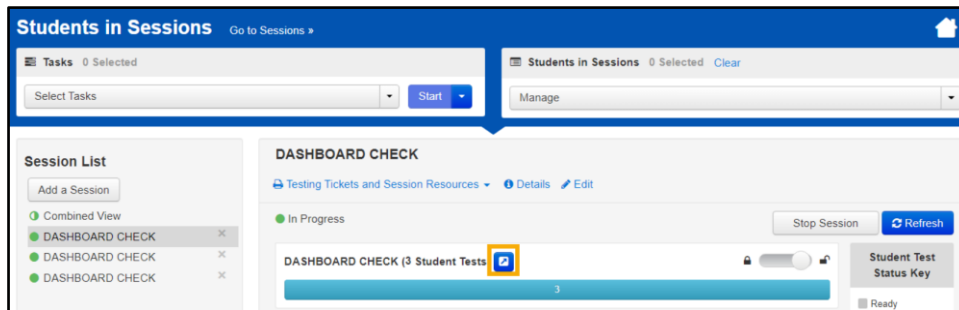 Students in Sessions Go to Sessions »
Tasks 0 Selected
Students in Sessions 0 Selected Clear
Select Tasks
Start
Manage
Session List
Add a Session
Combined View
DASHBOARD CHECK
DASHBOARD CHECK
DASHBOARD CHECK
DASHBOARD CHECK
Testing Tickets and Session Resources Details Edit
In Progress
Stop Session
Refresh
DASHBOARD CHECK (3 Student Tests
3
Student Test
Status Key
Ready